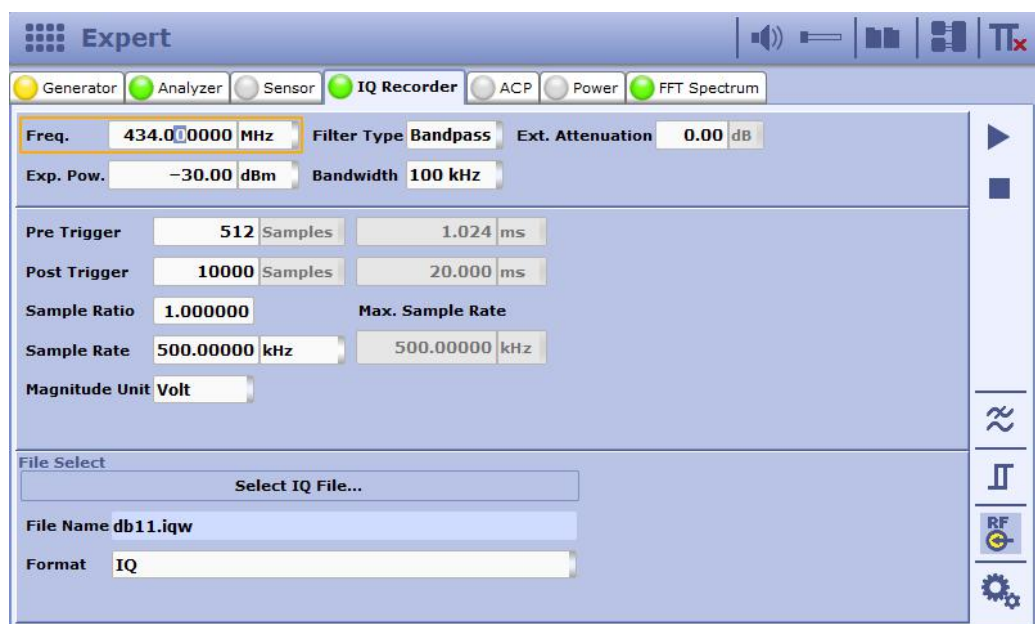 Expert
Generator Analyzer Sensor IQ Recorder ACP Power FFT Spectrum
Freq. 434.000000 MHz Filter Type Bandpass Ext. Attenuation 0.00 dB
Exp. Pow. −30.00 dBm Bandwidth 100 kHz
Pre Trigger 512 Samples 1.024 ms
Post Trigger 10000 Samples 20.000 ms
Sample Ratio 1.000000 Max. Sample Rate
Sample Rate 500.00000 kHz 500.00000 kHz
Magnitude Unit Volt
File Select
Select IQ File...
File Name db11.iqw
Format IQ
RF